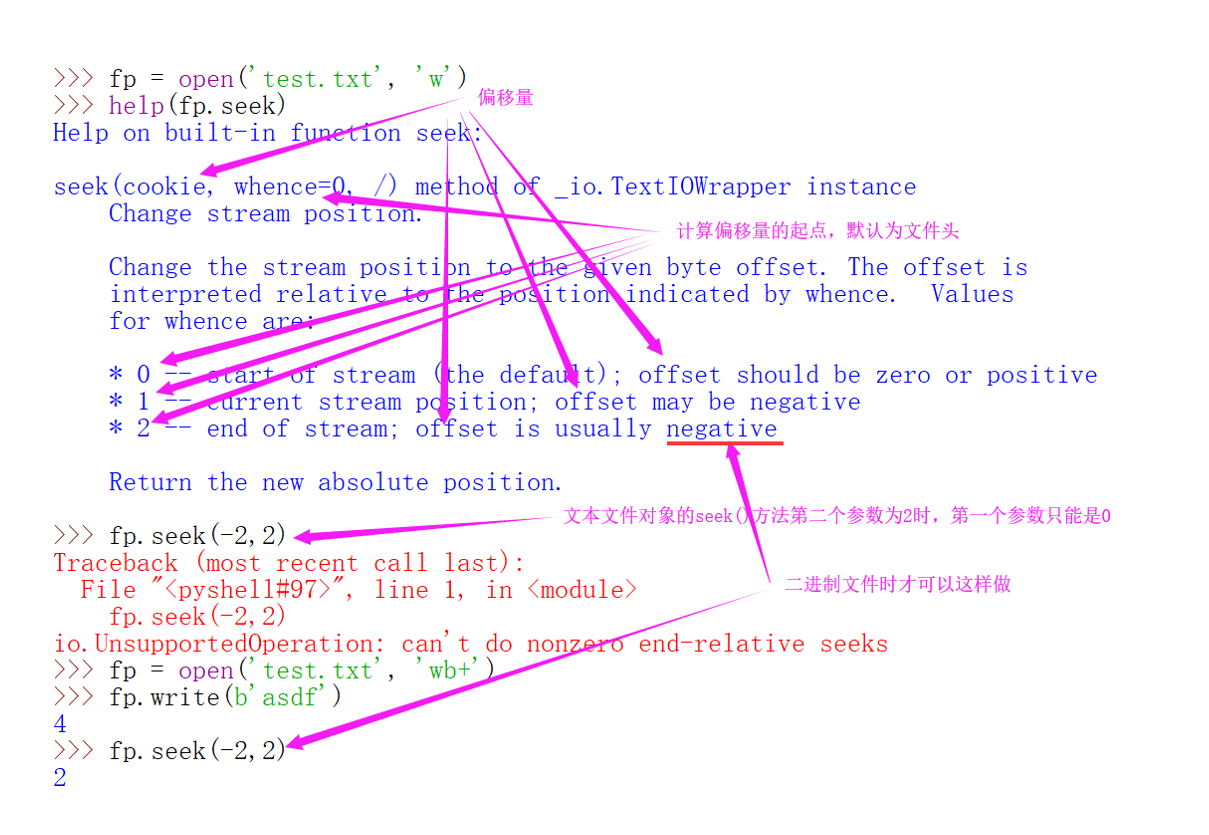 >>> fp = open('test.txt', 'w')
偏移量
>>> help(fp.seek)
Help on built-in function seek:
seek(cookie, whence=0, /) method of _io.TextIOWrapper instance
Change stream position.
计算偏移量的起点，默认为文件头
Change the stream position to the given byte offset. The offset is
interpreted relative to the position indicated by whence.  Values
for whence are:
* 0 -- start of stream (the default); offset should be zero or positive
* 1 -- current stream position; offset may be negative
* 2 -- end of stream; offset is usually negative
Return the new absolute position.
文本文件对象的seek()方法第二个参数为2时，第一个参数只能是0
>>> fp.seek(-2,2)
Traceback (most recent call last):
File "<pyshell#97>", line 1, in <module>
二进制文件时才可以这样做
fp.seek(-2,2)
io.UnsupportedOperation: can't do nonzero end-relative seeks
>>> fp = open('test.txt', 'wb+')
>>> fp.write(b'asdf')
4
>>> fp.seek(-2,2)
2